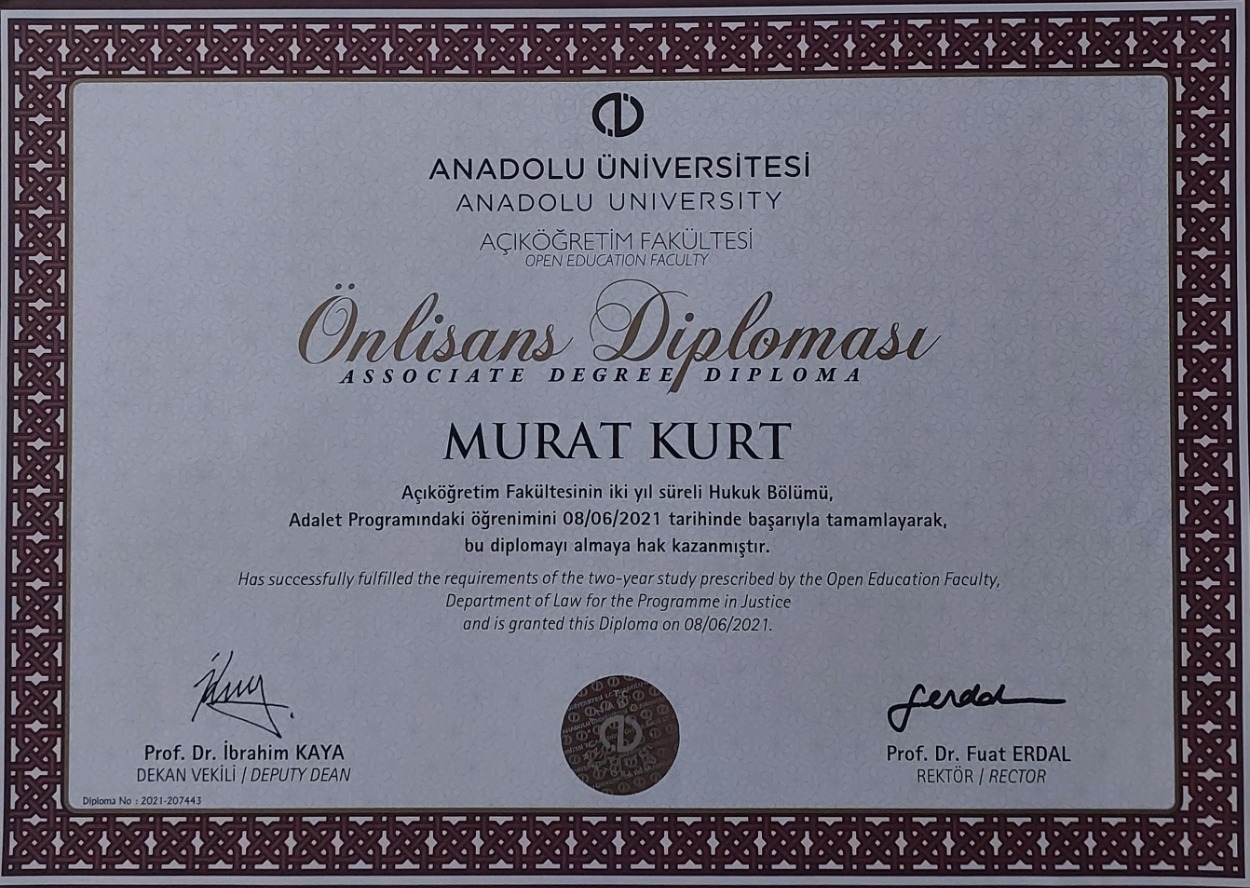 ANADOLU ÜNİVERSİTESİ
ANADOLU UNIVERSITY
AÇIKÖĞRETİM FAKÜLTESİ
OPEN EDUCATION FACULTY
Önlisans Diploması
ASSOCIATE DEGREE DIPLOMA
MURAT KURT
Açıköğretim Fakültesinin iki yıl süreli Hukuk Bölümü,
Adalet Programındaki öğrenimini 08/06/2021 tarihinde başarıyla tamamlayarak,
bu diplomayı almaya hak kazanmıştır.
Has successfully fulfilled the requirements of the two-year study prescribed by the Open Education Faculty,
Department of Law for the Programme in Justice
and is granted this Diploma on 08/06/2021.
Prof. Dr. İbrahim KAYA
DEKAN VEKİLİ / DEPUTY DEAN
Prof. Dr. Fuat ERDAL
REKTÖR / RECTOR
Diploma No : 2021-207443